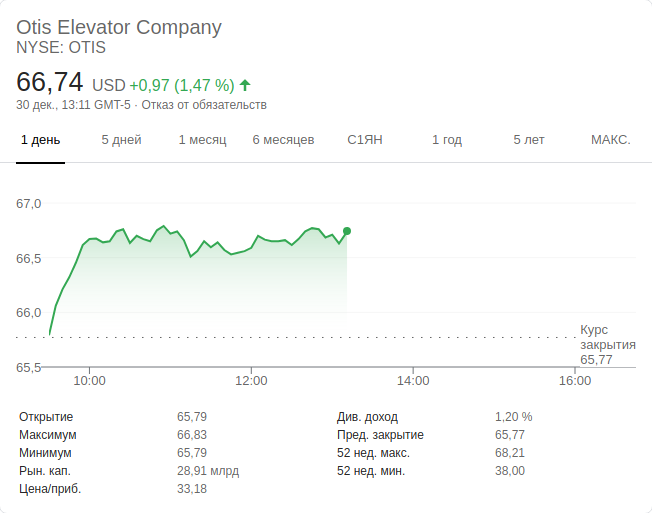 Otis Elevator Company
NYSE: OTIS
66,74 USD +0,97 (1,47 %)
30 дек., 13:11 GMT-5 · Отказ от обязательств
1 день 5 дней 1 месяц 6 месяцев С1ЯН 1 год 5 лет МАКС.
67,0
66,5
66,0
Курс
закрытия
65,77
65,5
10:00 12:00 14:00 16:00
Открытие 65,79 Див. доход 1,20 %
Максимум 66,83 Пред. закрытие 65,77
Минимум 65,79 52 нед. макс. 68,21
Рын. кап. 28,91 млрд 52 нед. мин. 38,00
Цена/приб. 33,18